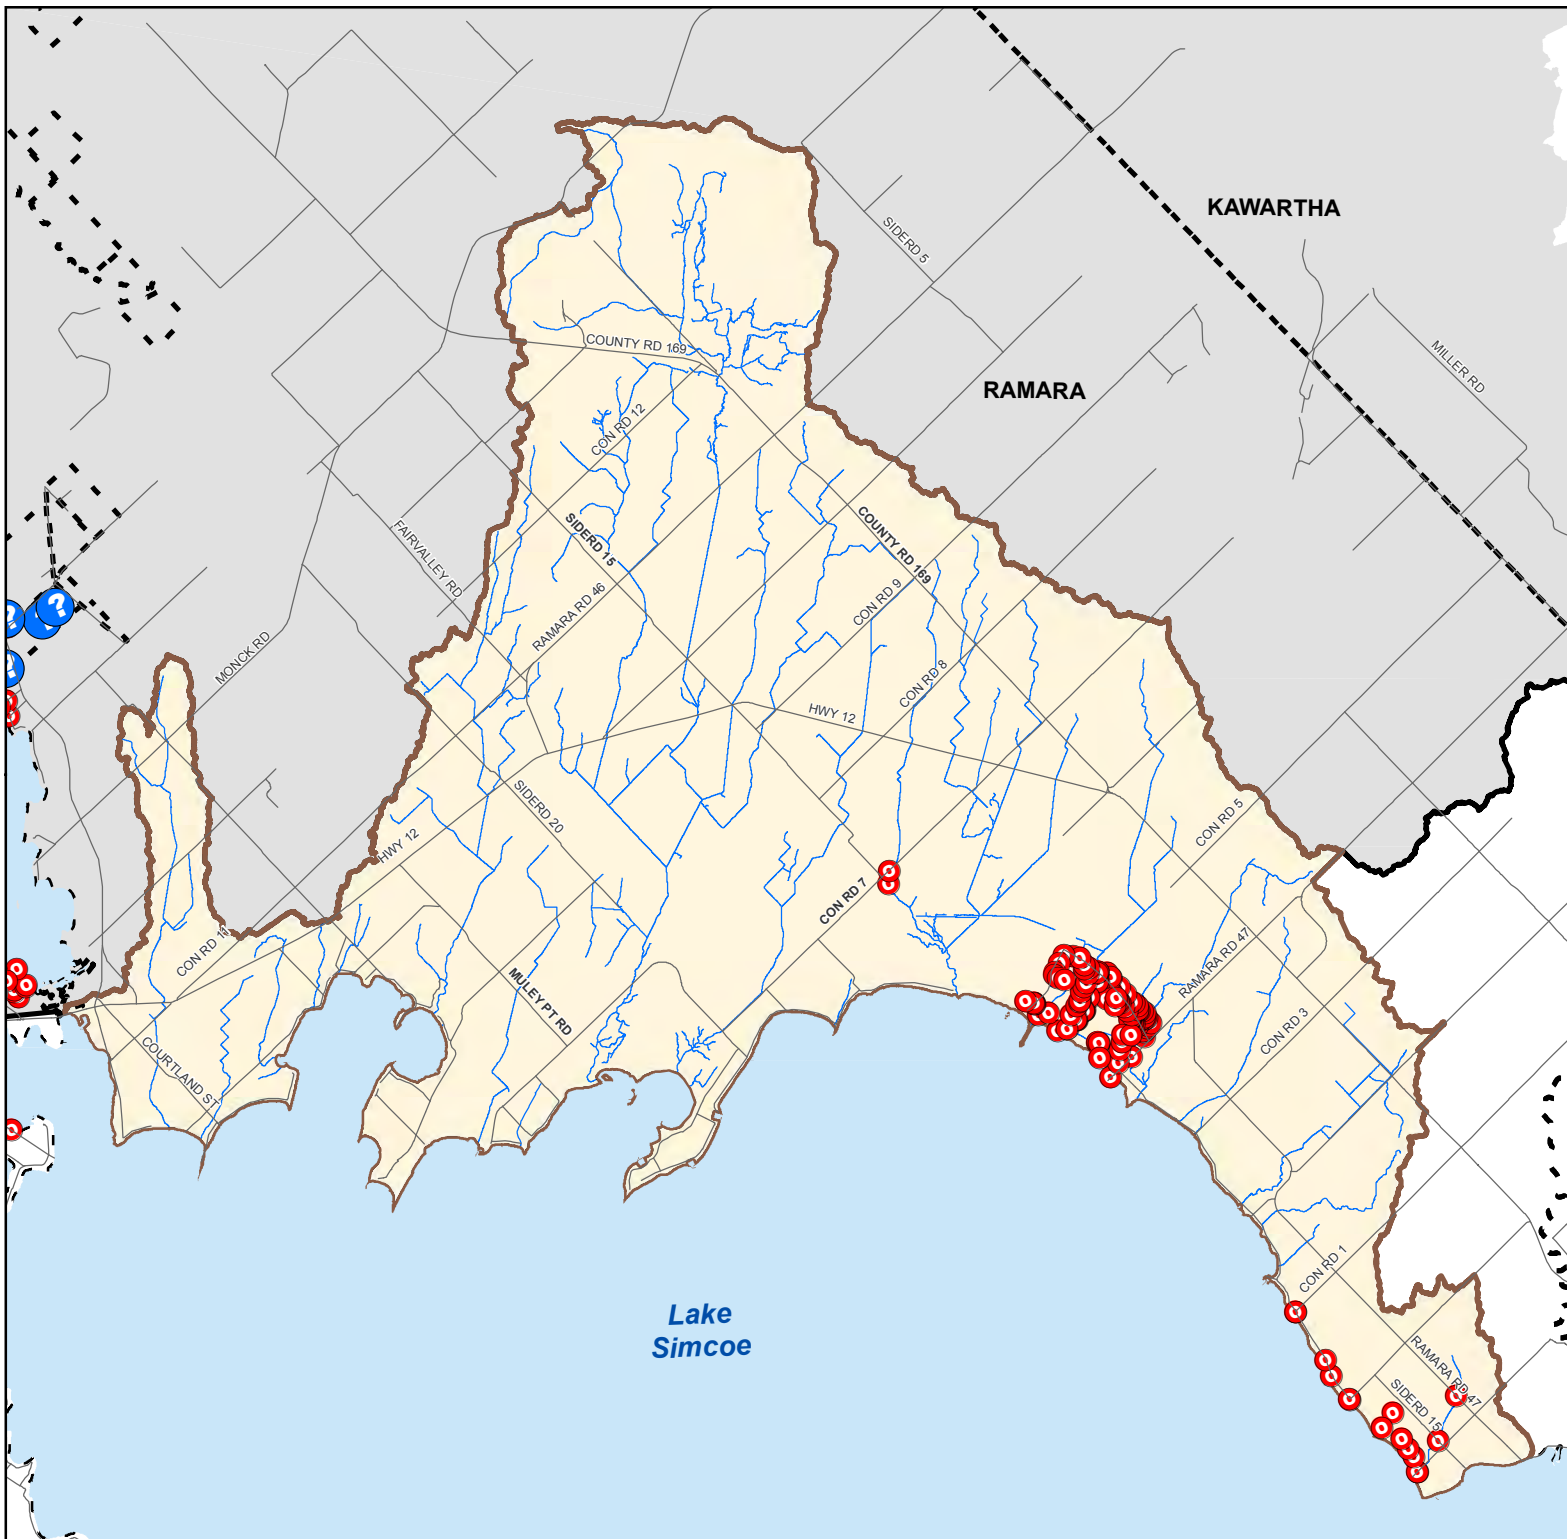 KAWARTHA
SIDERD 5
COUNTY RD 169
MILLER RD
RAMARA
CON RD 12
SIDERD 15
COUNTY RD 169
FAIRVALLEY RD
RAMARA RD 46
CON RD 9
MONCK RD
CON RD 8
HWY 12
SIDERD 20
CON RD 5
HWY 12
CON RD 7
CON RD 11
RAMARA RD 47
MULEY PT RD
CON RD 3
COURTLAND ST
CON RD 1
Lake
Simcoe
RAMARA RD 47
SIDERD 15
?
?
?